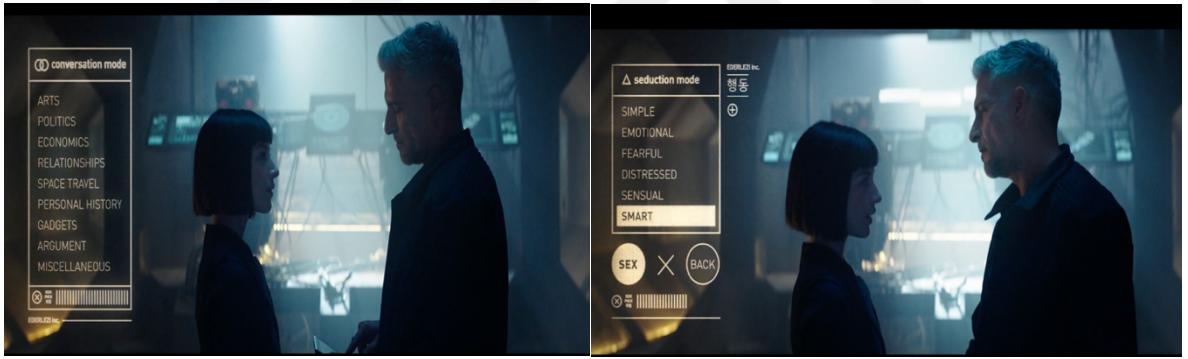 conversation mode
ARTS
POLITICS
ECONOMICS
RELATIONSHIPS
SPACE TRAVEL
PERSONAL HISTORY
GADGETS
ARGUMENT
MISCELLANEOUS
EDERLEZI inc.
seduction mode
SIMPLE
EMOTIONAL
FEARFUL
DISTRESSED
SENSUAL
SMART
SEX
BACK
EDERLEZI inc.
행동